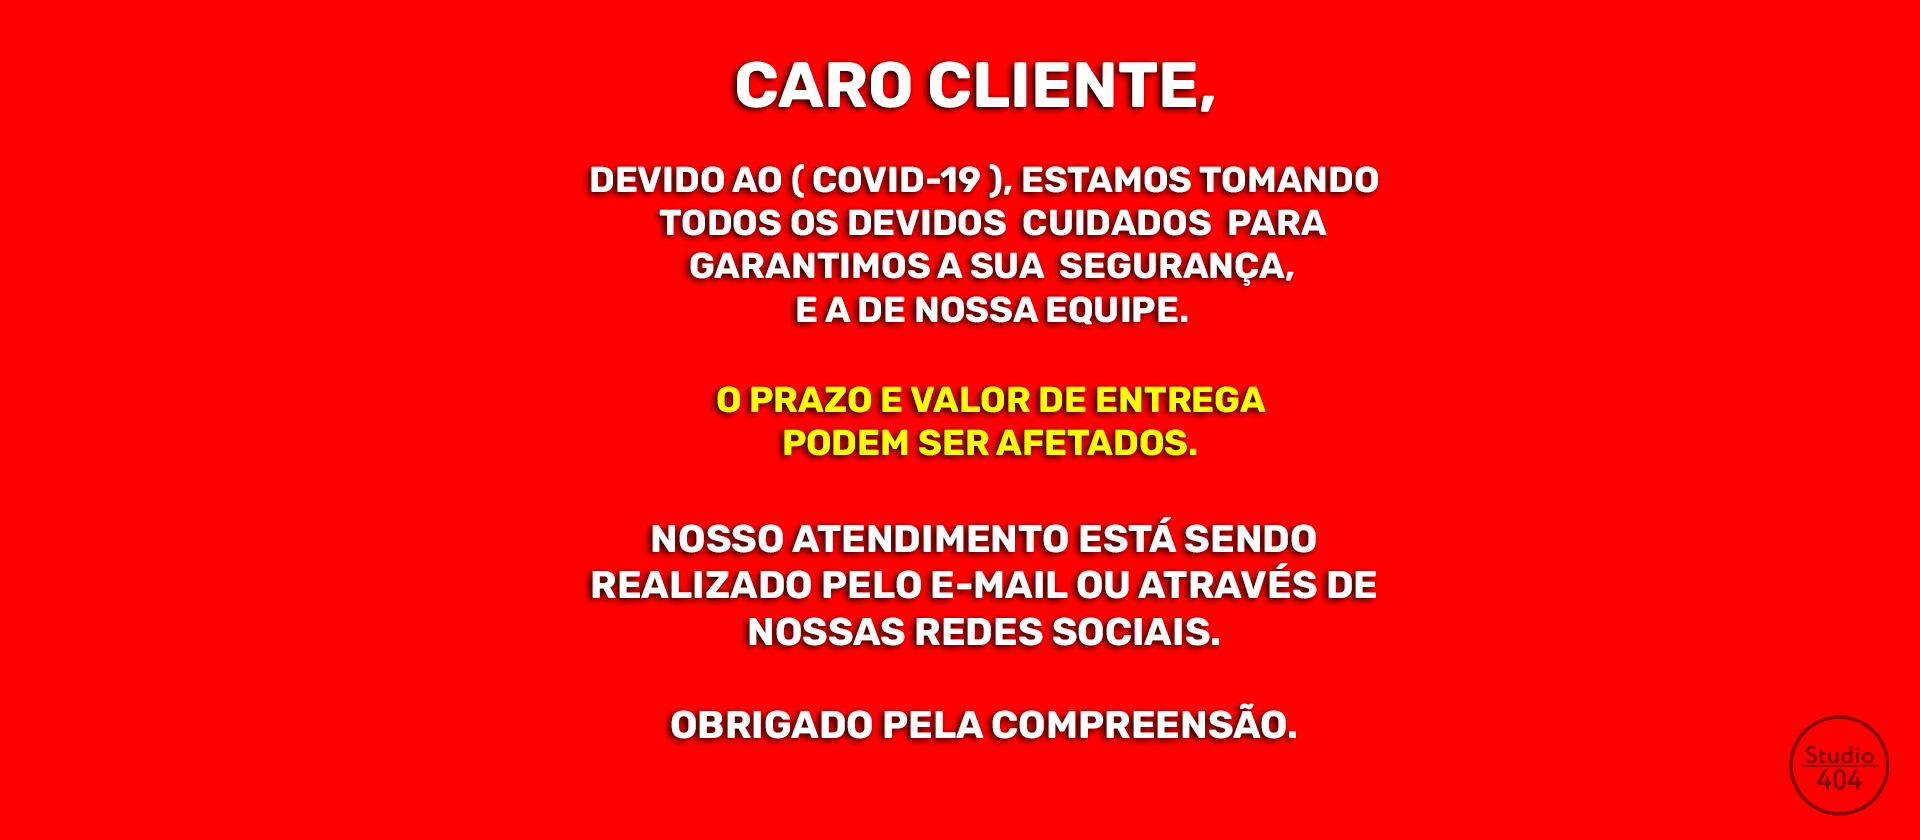 CARO CLIENTE,
DEVIDO AO ( COVID-19 ), ESTAMOS TOMANDO
TODOS OS DEVIDOS CUIDADOS PARA
GARANTIMOS A SUA SEGURANÇA,
E A DE NOSSA EQUIPE.
O PRAZO E VALOR DE ENTREGA
PODEM SER AFETADOS.
NOSSO ATENDIMENTO ESTÁ SENDO
REALIZADO PELO E-MAIL OU ATRAVÉS DE
NOSSAS REDES SOCIAIS.
OBRIGADO PELA COMPREENSÃO.
Studio
404